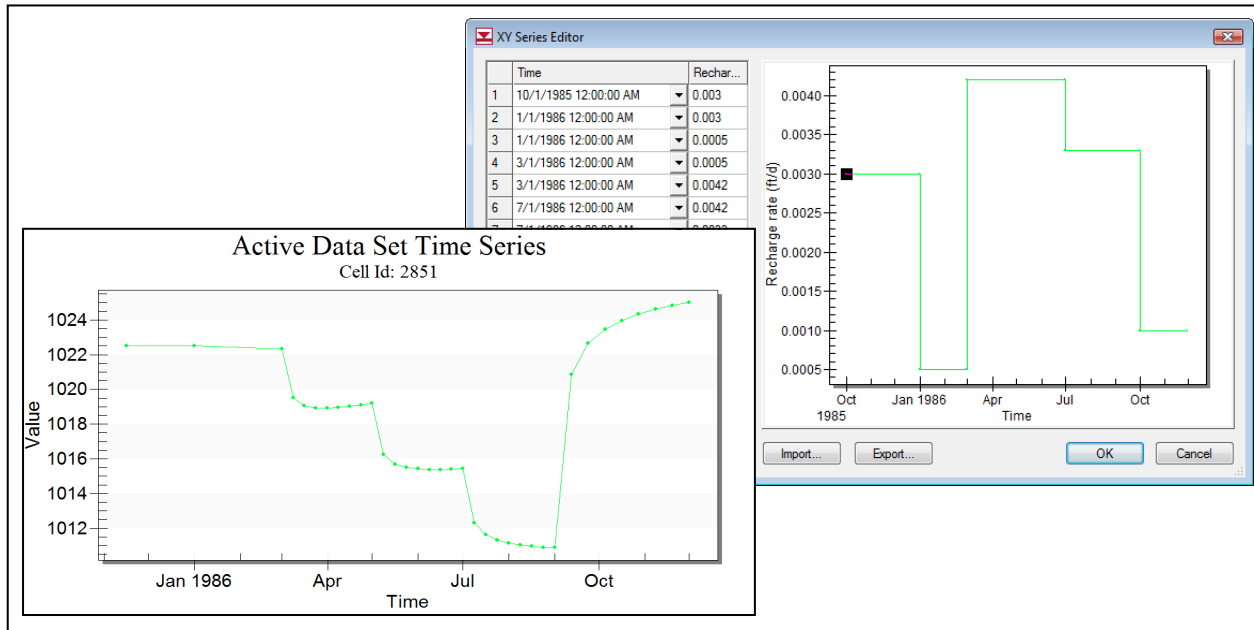 XY Series Editor
Time Rechar...
1 10/1/1985 12:00:00 AM 0.003
2 1/1/1986 12:00:00 AM 0.003
3 1/1/1986 12:00:00 AM 0.0005
4 3/1/1986 12:00:00 AM 0.0005
5 3/1/1986 12:00:00 AM 0.0042
6 7/1/1986 12:00:00 AM 0.0042
Recharge rate (ft/d)
0.0040
0.0035
0.0030
0.0025
0.0020
0.0015
0.0010
0.0005
Oct Jan 1986 Apr Jul Oct
1985
Time
Import... Export... OK Cancel
Active Data Set Time Series
Cell Id: 2851
Value
1024
1022
1020
1018
1016
1014
1012
Jan 1986 Apr Jul Oct
Time